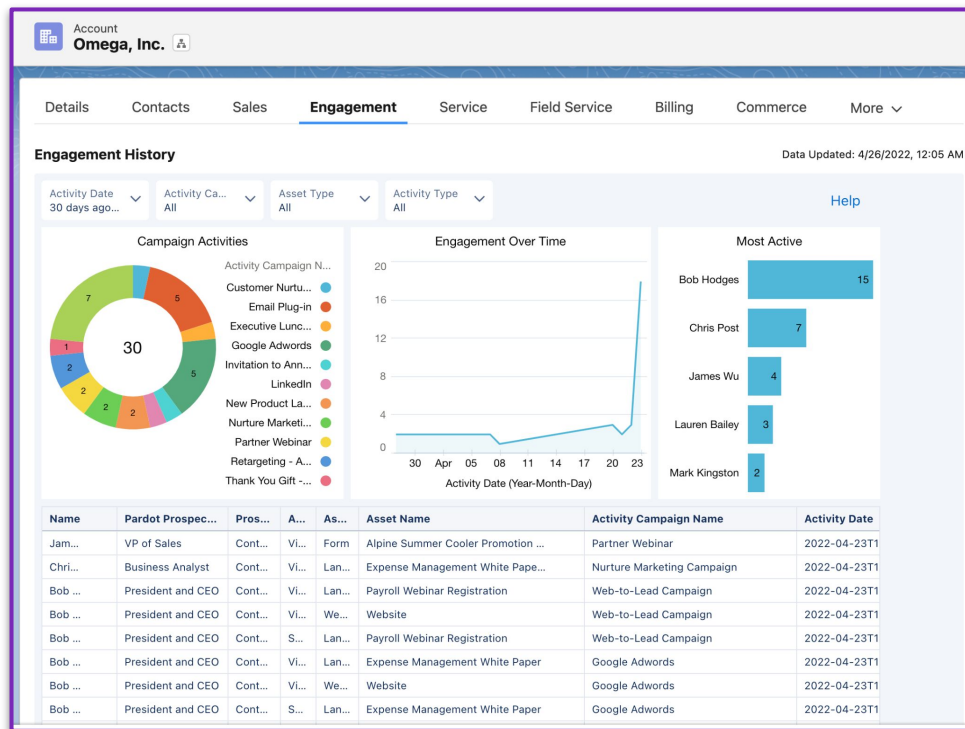 Account
Omega, Inc.
Details Contacts Sales Engagement Service Field Service Billing Commerce More
Engagement History
Data Updated: 4/26/2022, 12:05 AM
Activity Date Activity Ca... Asset Type Activity Type
30 days ago... All All All
Help
Campaign Activities
7 5
5
2 2 2 2 1
30
Activity Campaign N...
Customer Nurtu...
Email Plug-in
Executive Lunc...
Google Adwords
Invitation to Ann...
LinkedIn
New Product La...
Nurture Marketi...
Partner Webinar
Retargeting - A...
Thank You Gift -...
Engagement Over Time
20
16
12
8
4
0
30 Apr 05 08 11 14 17 20 23
Activity Date (Year-Month-Day)
Most Active
Bob Hodges 15
Chris Post 7
James Wu 4
Lauren Bailey 3
Mark Kingston 2
Name Pardot Prospec... Pros... A... As... Asset Name Activity Campaign Name Activity Date
Jam... VP of Sales Cont... Vi... Form Alpine Summer Cooler Promotion ... Partner Webinar 2022-04-23T1
Chri... Business Analyst Cont... Vi... Lan... Expense Management White Pape... Nurture Marketing Campaign 2022-04-23T1
Bob ... President and CEO Cont... Vi... Lan... Payroll Webinar Registration Web-to-Lead Campaign 2022-04-23T1
Bob ... President and CEO Cont... Vi... We... Website Web-to-Lead Campaign 2022-04-23T1
Bob ... President and CEO Cont... S... Lan... Payroll Webinar Registration Web-to-Lead Campaign 2022-04-23T1
Bob ... President and CEO Cont... Vi... Lan... Expense Management White Paper Google Adwords 2022-04-23T1
Bob ... President and CEO Cont... Vi... We... Website Google Adwords 2022-04-23T1
Bob ... President and CEO Cont... S... Lan... Expense Management White Paper Google Adwords 2022-04-23T1